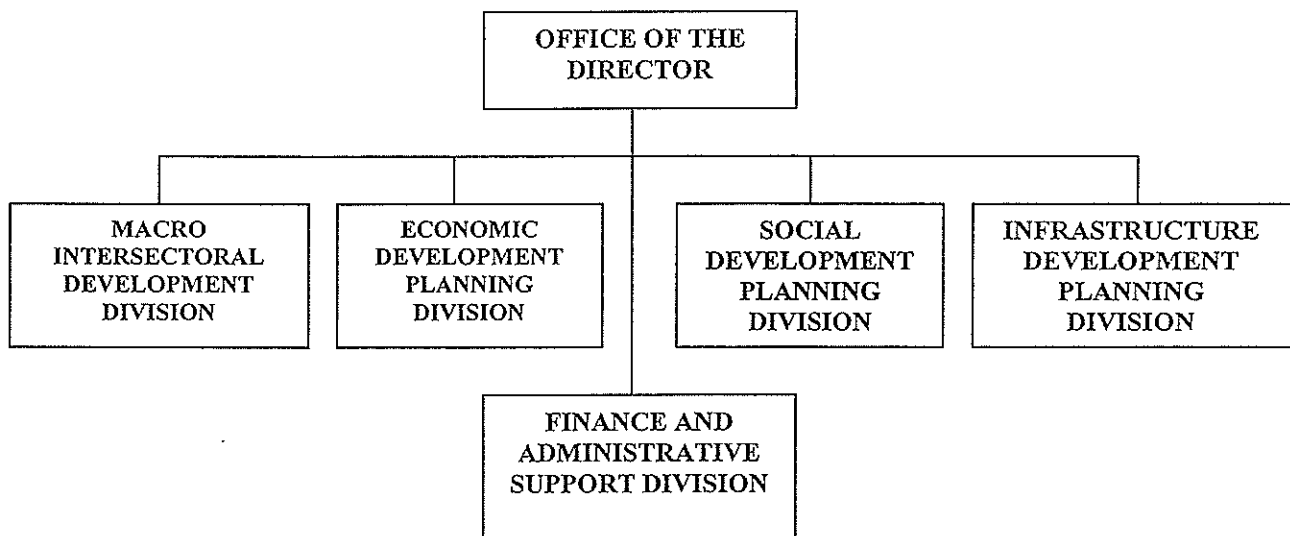 OFFICE OF THE
DIRECTOR
MACRO
INTERSECTORAL
DEVELOPMENT
DIVISION
ECONOMIC
DEVELOPMENT
PLANNING
DIVISION
SOCIAL
DEVELOPMENT
PLANNING
DIVISION
INFRASTRUCTURE
DEVELOPMENT
PLANNING
DIVISION
FINANCE AND
ADMINISTRATIVE
SUPPORT DIVISION